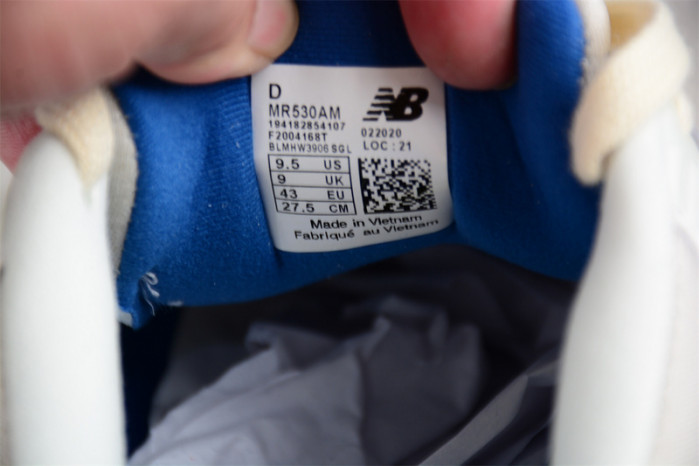 D
MR530AM
194182854107
F2004168T
BLMHW3906 SGL
NB
022020
LOC : 21
9.5 US
9 UK
43 EU
27.5 CM
Made in Vietnam
Fabriqué au Vietnam